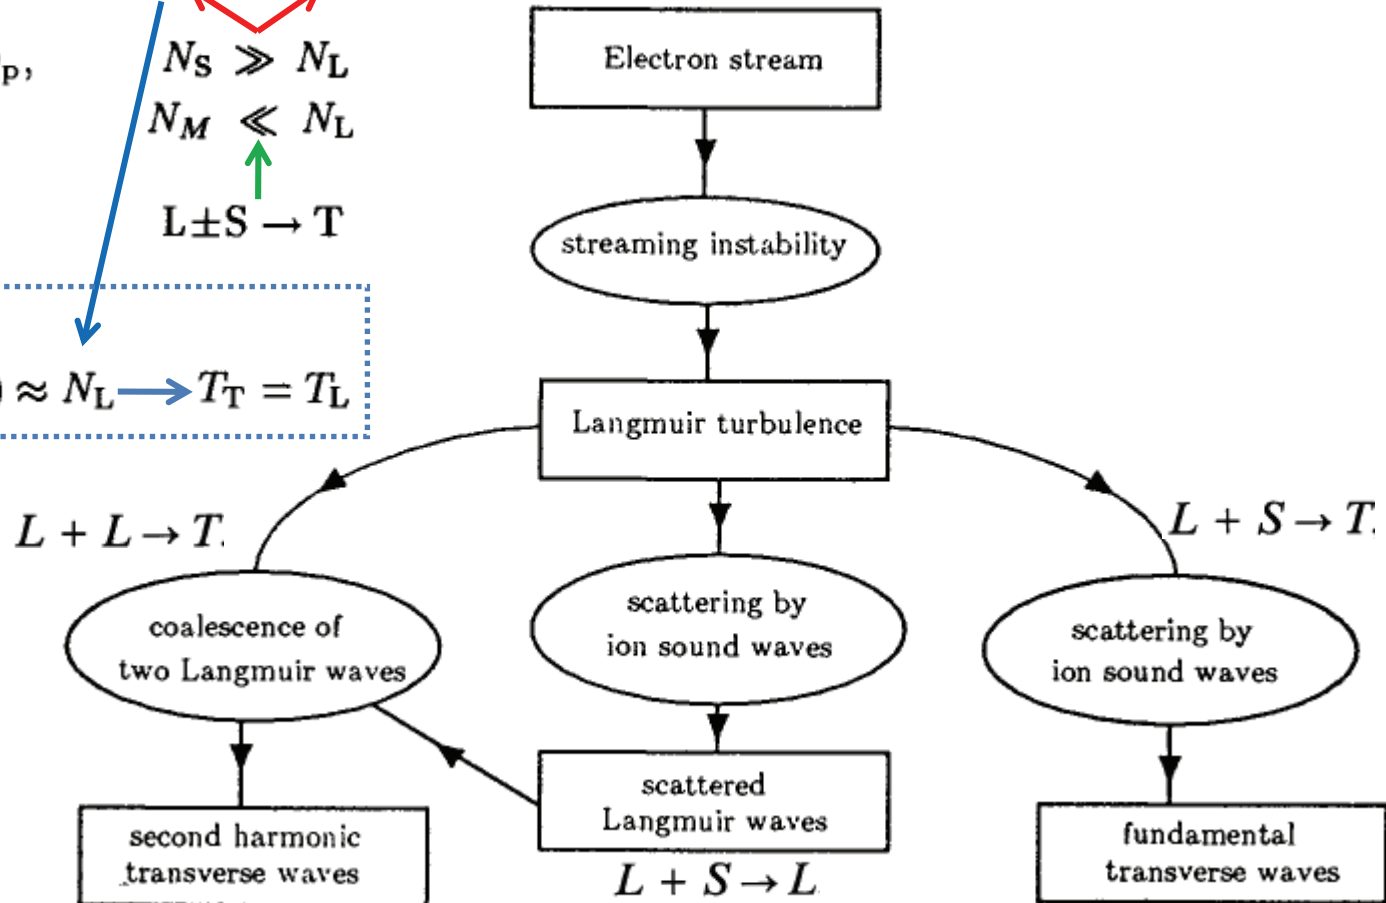 p,
N_S ≫ N_L
N_M ≪ N_L
L±S → T
) ≈ N_L → T_T = T_L
Electron stream
streaming instability
Langmuir turbulence
L + L → T.
L + S → T.
coalescence of
two Langmuir waves
scattering by
ion sound waves
scattering by
ion sound waves
second harmonic
transverse waves
scattered
Langmuir waves
L + S → L
fundamental
transverse waves